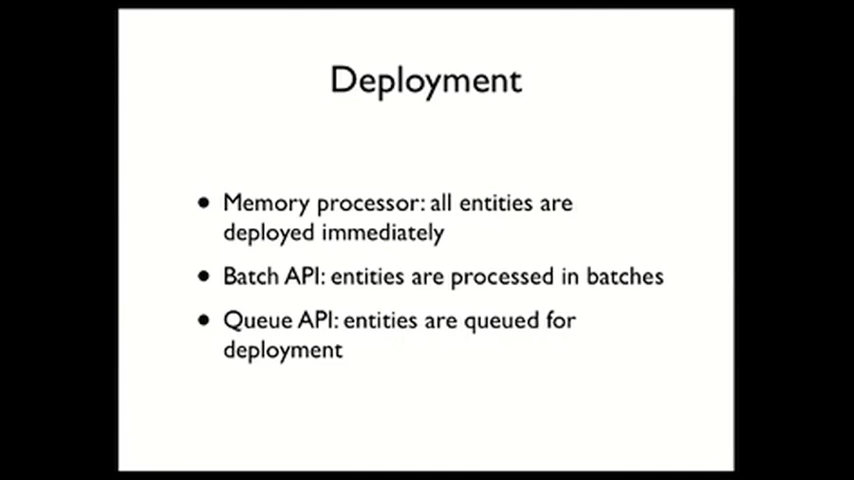 Deployment
• Memory processor: all entities are
deployed immediately
• Batch API: entities are processed in batches
• Queue API: entities are queued for
deployment